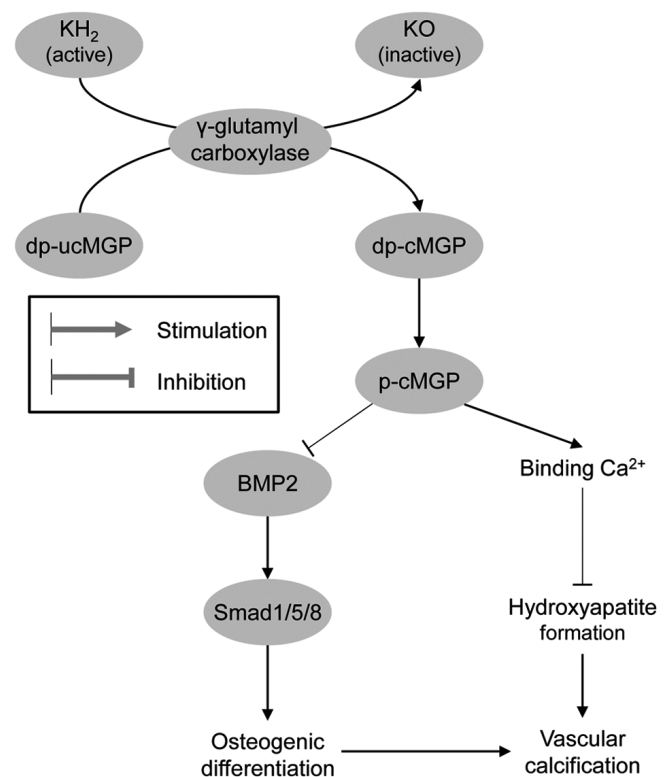 KH₂
(active)
KO
(inactive)
γ-glutamyl
carboxylase
dp-ucMGP
dp-cMGP
Stimulation
Inhibition
p-cMGP
BMP2
Binding Ca²⁺
Smad1/5/8
Hydroxyapatite
formation
Osteogenic
differentiation
Vascular
calcification